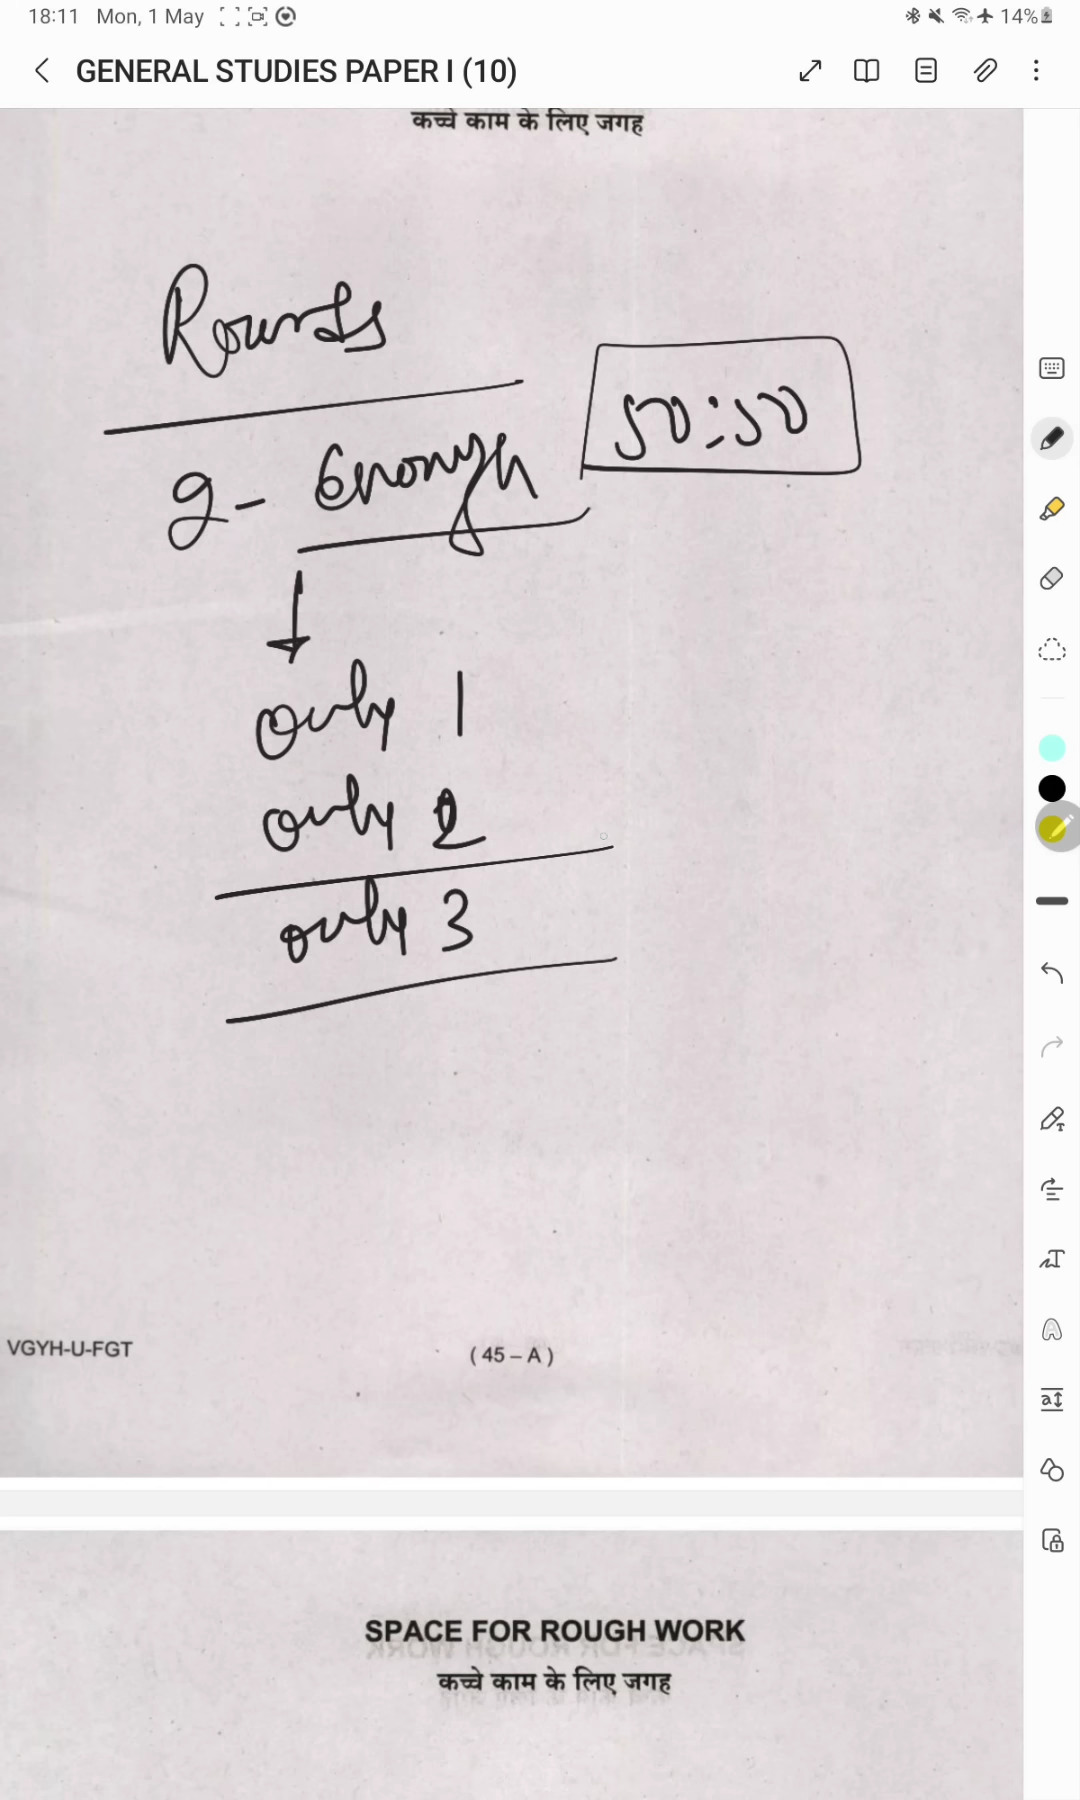 18:11 Mon, 1 May
14%
GENERAL STUDIES PAPER I (10)
कच्चे काम के लिए जगह
Rounds
50:50
2- Enough
only 1
only 2
only 3
VGYH-U-FGT
( 45 – A )
SPACE FOR ROUGH WORK
कच्चे काम के लिए जगह